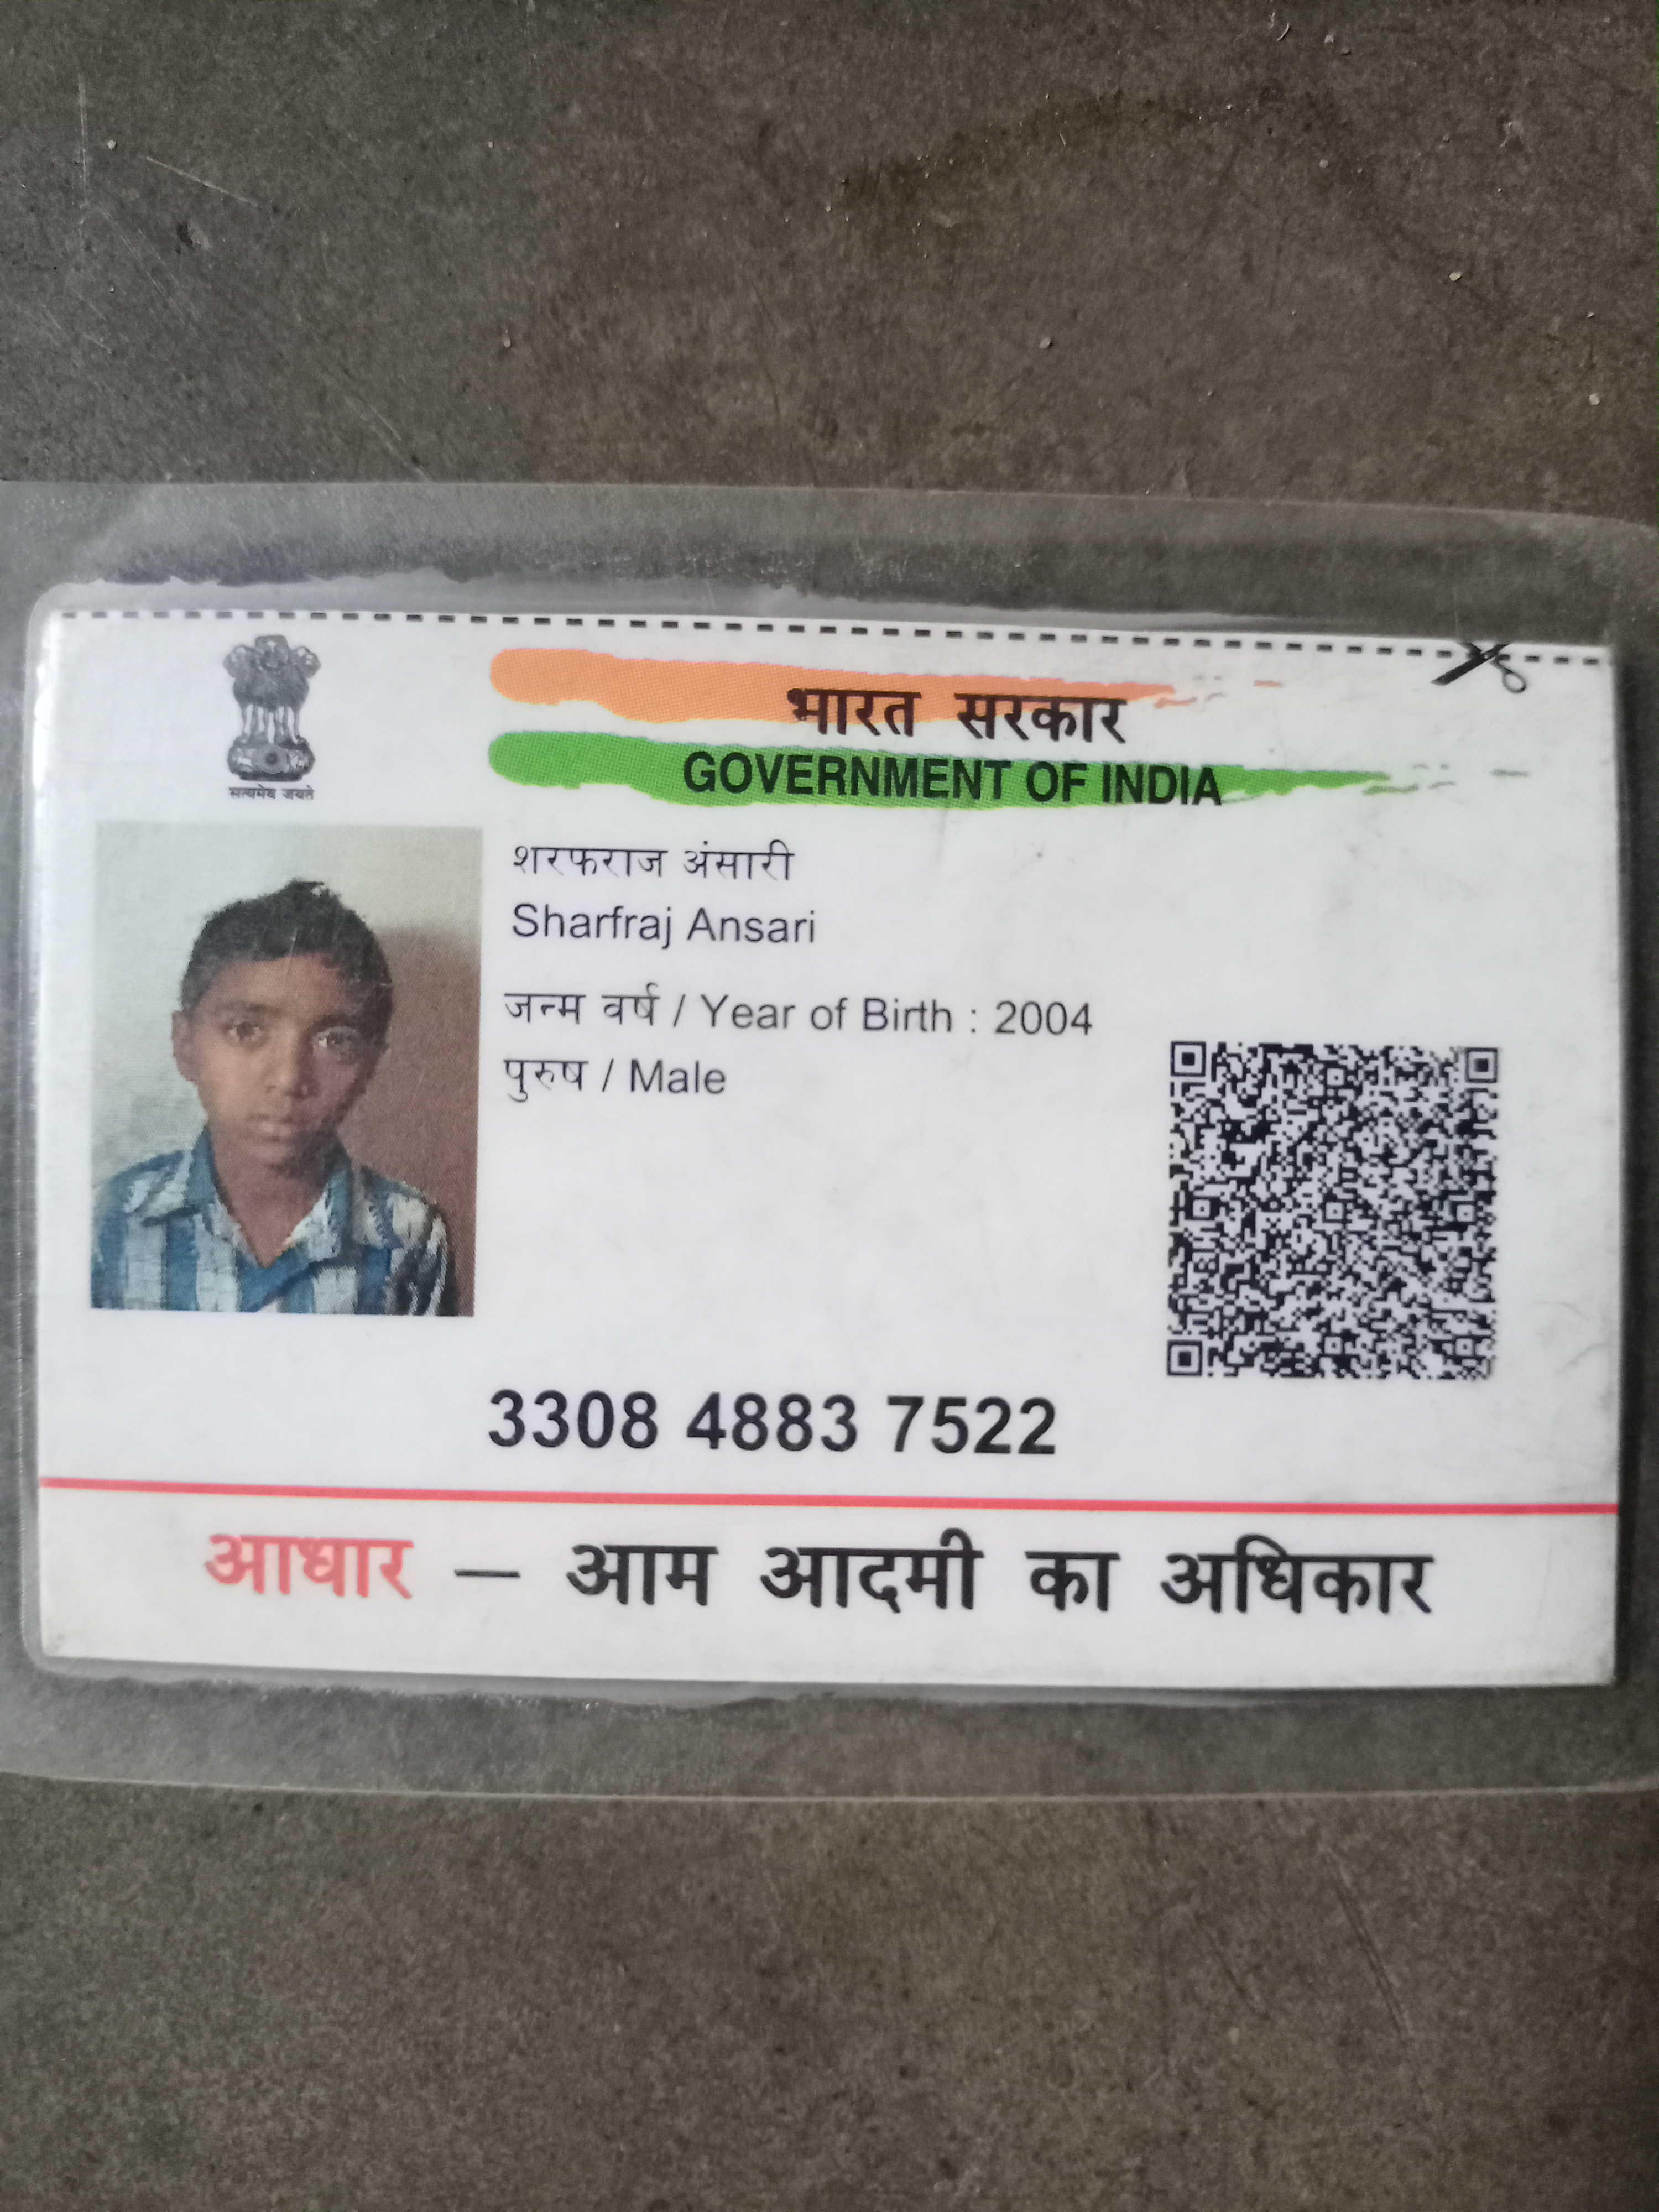 सत्यमेव जयते
भारत सरकार
GOVERNMENT OF INDIA
शरफराज अंसारी
Sharfraj Ansari
जन्म वर्ष / Year of Birth : 2004
पुरुष / Male
3308 4883 7522
आधार – आम आदमी का अधिकार